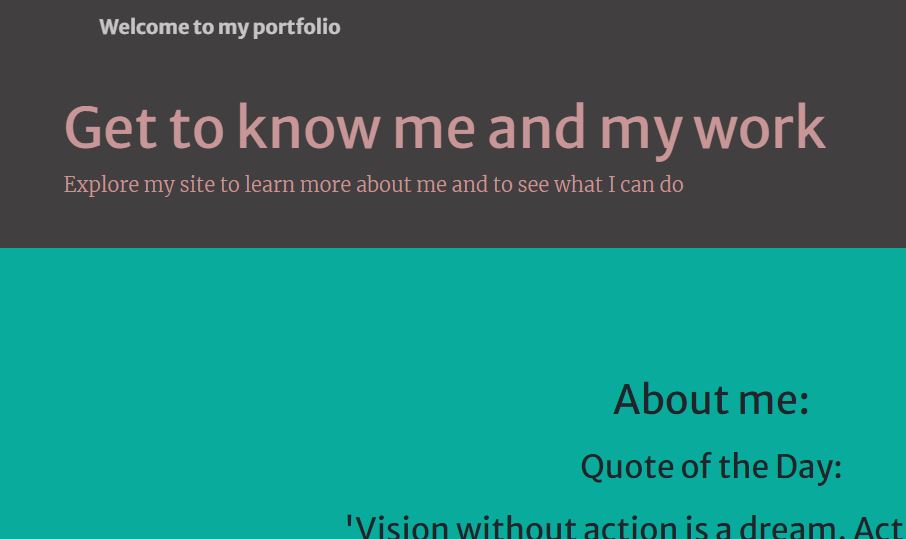 Welcome to my portfolio
Get to know me and my work
Explore my site to learn more about me and to see what I can do
About me:
Quote of the Day:
'Vision without action is a dream. Act